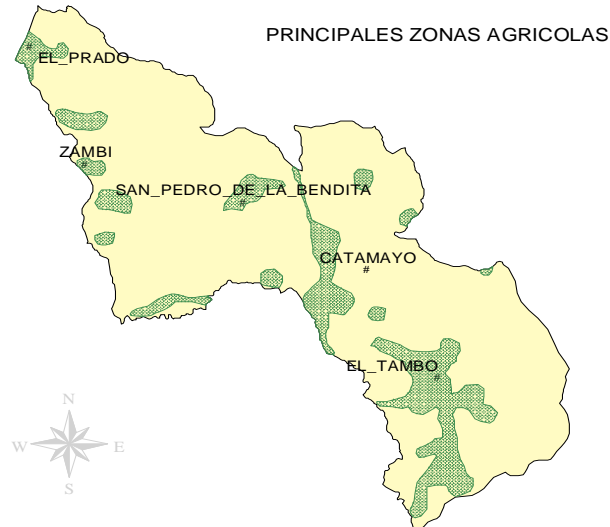 PRINCIPALES ZONAS AGRICOLAS
EL_PRADO
#
ZAMBI
#
SAN_PEDRO_DE_LA_BENDITA
#
CATAMAYO
#
EL_TAMBO
#
N
W E
S